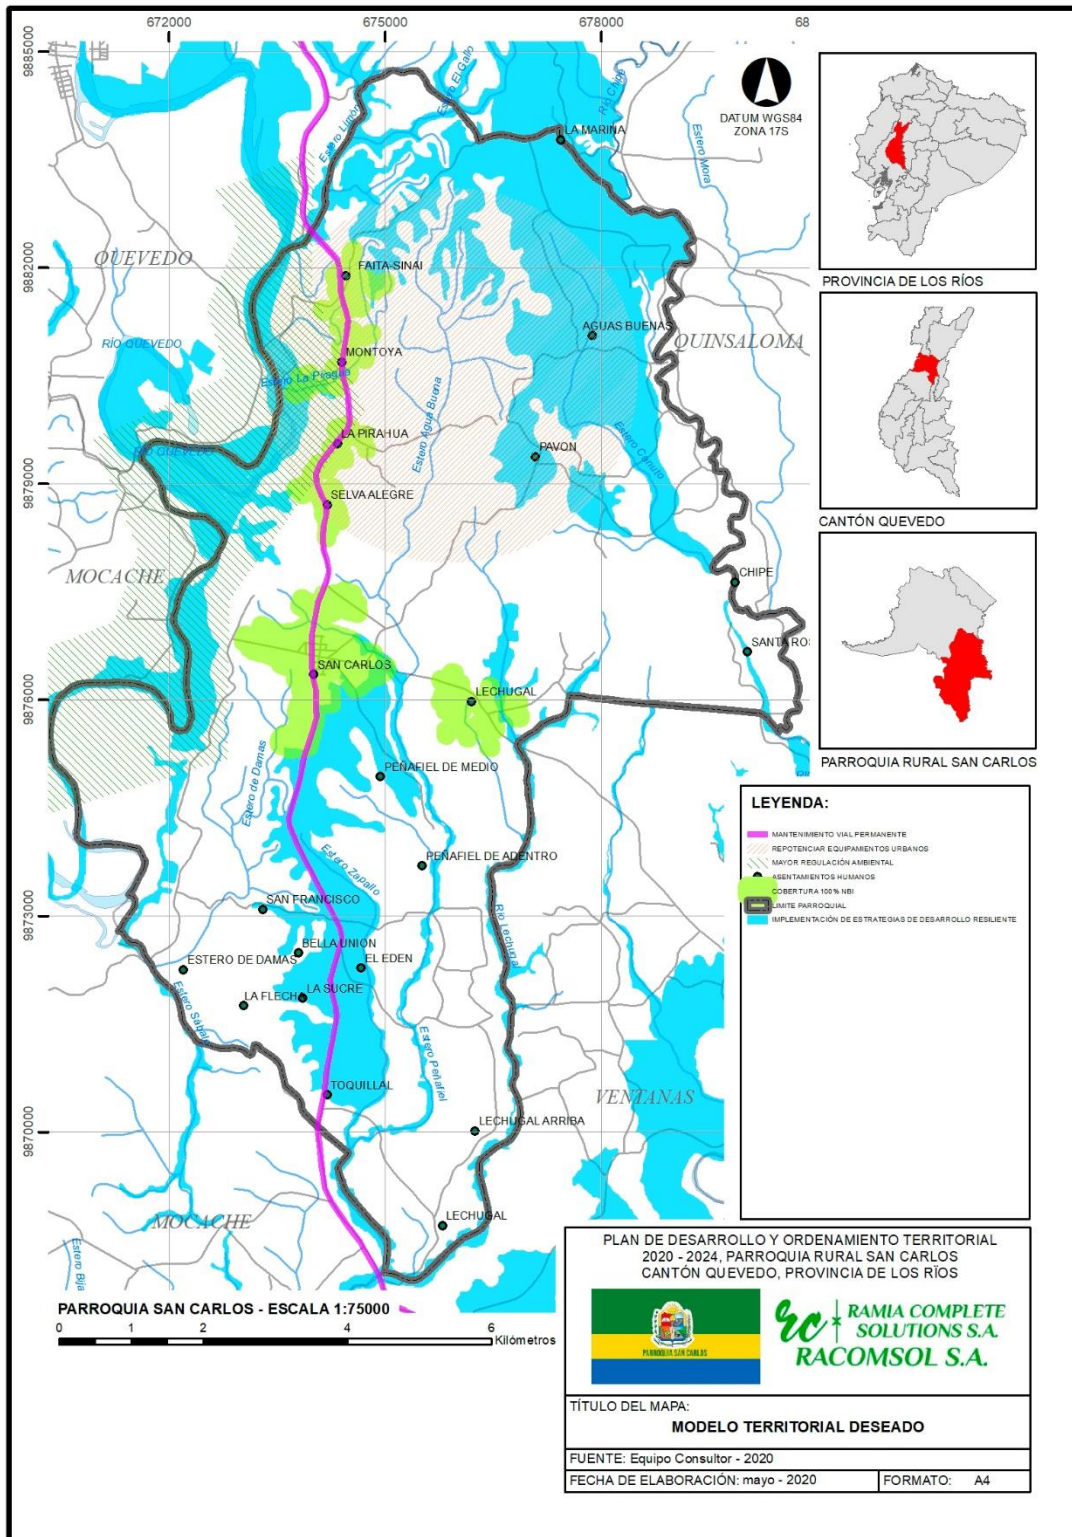 672000
675000
678000
68
9885000
9882000
9879000
9876000
9873000
9870000
DATUM WGS84
ZONA 17S
Estero Limon
Estero El Gallo
Río Chipe
Estero Mora
LA MARINA
QUEVEDO
FAITA-SINAI
AGUAS BUENAS
QUINSALOMA
RÍO QUEVEDO
MONTOYA
Estero La Piragua
Estero Agua Buena
LA PIRAHUA
RÍO QUEVEDO
PAVON
Estero Canuto
SELVA ALEGRE
MOCACHE
CHIPE
SANTA ROS
SAN CARLOS
LECHUGAL
Estero de Damas
PEÑAFIEL DE MEDIO
Estero Zapallo
PEÑAFIEL DE ADENTRO
SAN FRANCISCO
Río Lechugal
BELLA UNION
ESTERO DE DAMAS
EL EDEN
LA SUCRE
LA FLECH
Estero Sábalo
Estero Peñafiel
TOQUILLAL
VENTANAS
LECHUGAL ARRIBA
MOCACHE
LECHUGAL
Estero Bija
PARROQUIA SAN CARLOS - ESCALA 1:75000
0 1 2 4 6
Kilómetros
PROVINCIA DE LOS RÍOS
CANTÓN QUEVEDO
PARROQUIA RURAL SAN CARLOS
LEYENDA:
MANTENIMIENTO VIAL PERMANENTE
REPOTENCIAR EQUIPAMIENTOS URBANOS
MAYOR REGULACIÓN AMBIENTAL
ASENTAMIENTOS HUMANOS
COBERTURA 100% NBI
LIMITE PARROQUIAL
IMPLEMENTACIÓN DE ESTRATEGIAS DE DESARROLLO RESILIENTE
PLAN DE DESARROLLO Y ORDENAMIENTO TERRITORIAL
2020 - 2024, PARROQUIA RURAL SAN CARLOS
CANTÓN QUEVEDO, PROVINCIA DE LOS RÏOS
PARROQUIA SAN CARLOS
rc
RAMIA COMPLETE
SOLUTIONS S.A.
RACOMSOL S.A.
TÍTULO DEL MAPA:
MODELO TERRITORIAL DESEADO
FUENTE: Equipo Consultor - 2020
FECHA DE ELABORACIÓN: mayo - 2020
FORMATO: A4